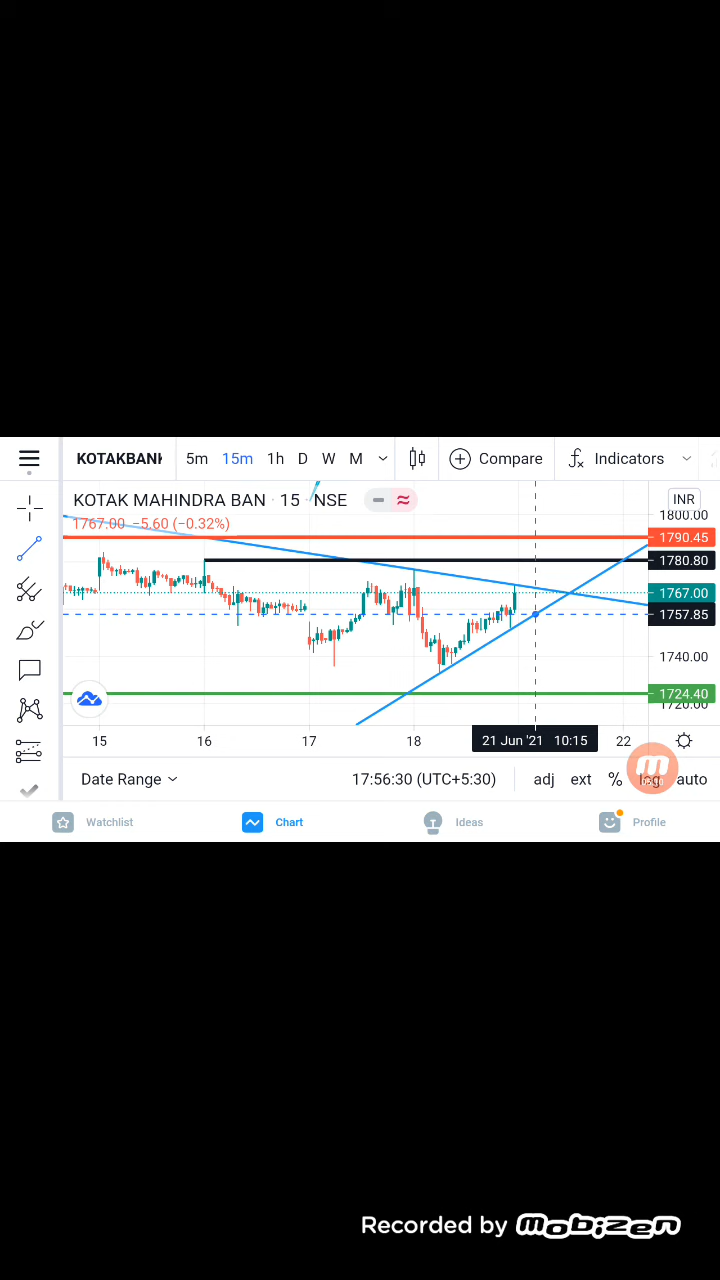 KOTAKBANK 5m 15m 1h D W M Compare Indicators
KOTAK MAHINDRA BAN · 15 · NSE
INR
1800.00
1767.00 −5.60 (−0.32%)
1790.45
1780.80
1767.00
1757.85
1740.00
1724.40
1720.00
15 16 17 18 21 Jun '21 10:15 22
Date Range 17:56:30 (UTC+5:30) adj ext % log auto
Watchlist Chart Ideas Profile
Recorded by mobizen